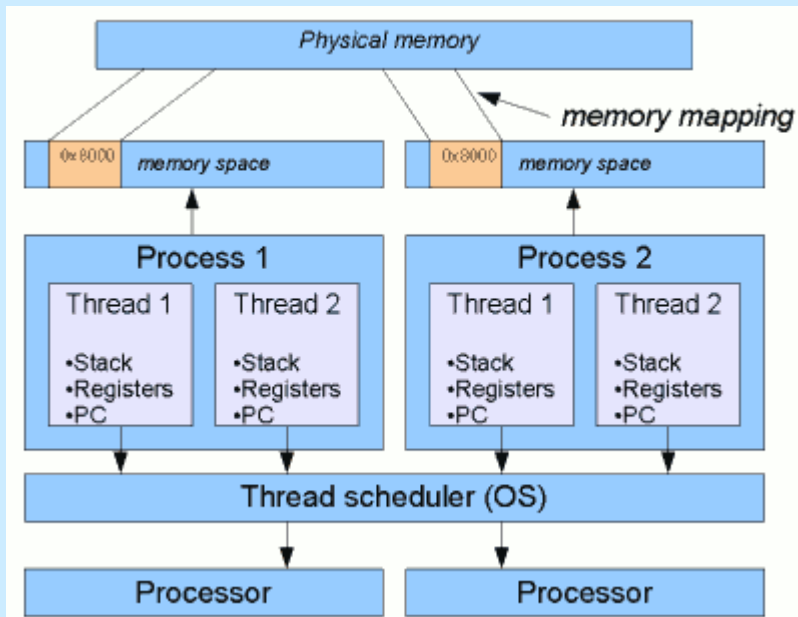 Physical memory
memory mapping
0x8000 memory space
0x8000 memory space
Process 1
Thread 1
•Stack
•Registers
•PC
Thread 2
•Stack
•Registers
•PC
Process 2
Thread 1
•Stack
•Registers
•PC
Thread 2
•Stack
•Registers
•PC
Thread scheduler (OS)
Processor
Processor